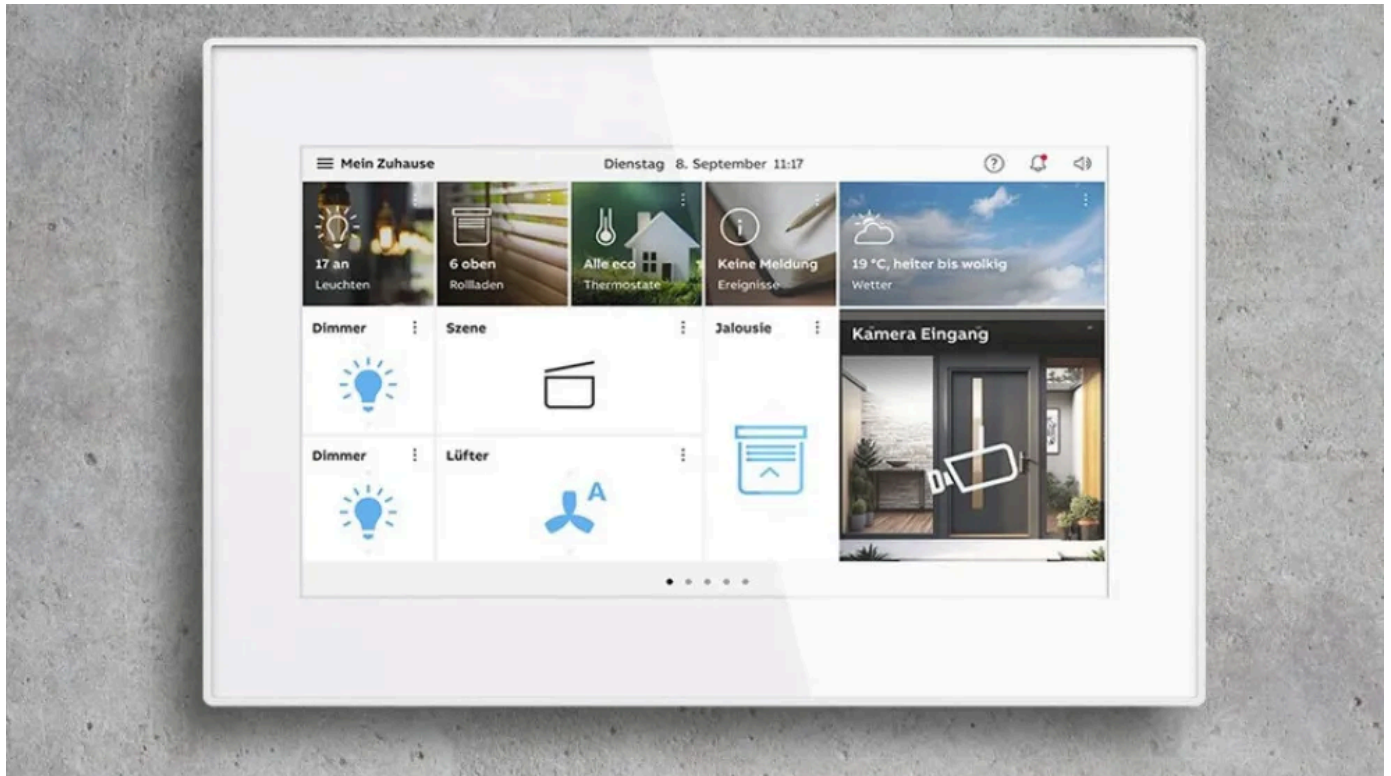 Mein Zuhause
Dienstag 8. September 11:17
17 an
Leuchten
6 oben
Rollladen
Alle eco
Thermostate
Keine Meldung
Ereignisse
19 °C, heiter bis wolkig
Wetter
Dimmer
Szene
Jalousie
Kamera Eingang
Dimmer
Lüfter
A